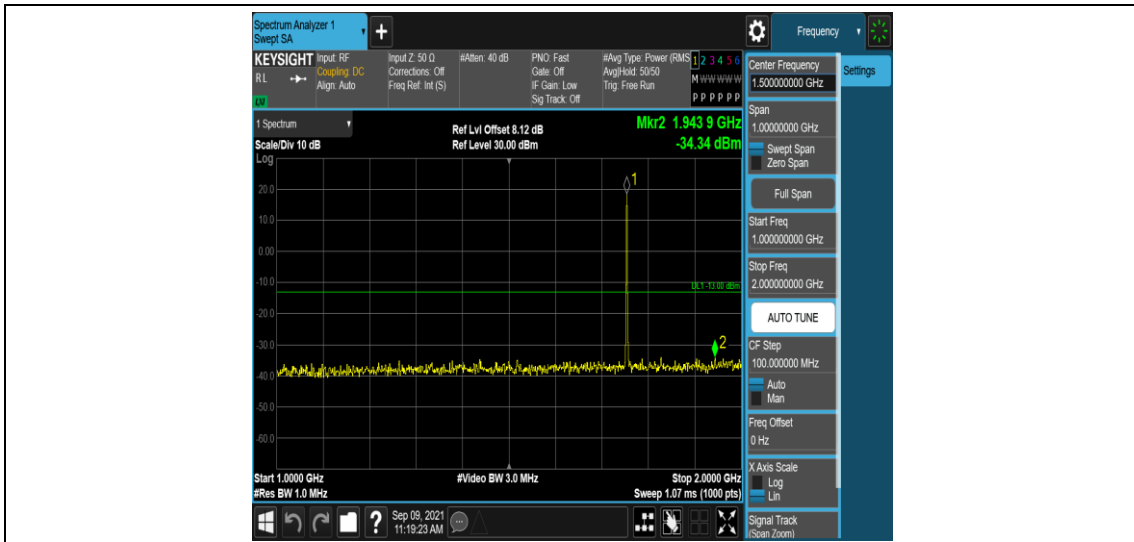 Spectrum Analyzer 1
Swept SA
+
Frequency
KEYSIGHT
RL
LXI
Input: RF
Coupling: DC
Align: Auto
Input Z: 50 Ω
Corrections: Off
Freq Ref: Int (S)
#Atten: 40 dB
PNO: Fast
Gate: Off
IF Gain: Low
Sig Track: Off
#Avg Type: Power (RMS
Avg|Hold: 50/50
Trig: Free Run
1 2 3 4 5 6
M W W W W W
P P P P P P
Center Frequency
1.500000000 GHz
Settings
1 Spectrum
Scale/Div 10 dB
Ref Lvl Offset 8.12 dB
Ref Level 30.00 dBm
Mkr2 1.943 9 GHz
-34.34 dBm
Log
20.0
10.0
0.00
-10.0
-20.0
-30.0
-40.0
-50.0
-60.0
1
DL1 -13.00 dBm
2
Start 1.0000 GHz
#Res BW 1.0 MHz
#Video BW 3.0 MHz
Stop 2.0000 GHz
Sweep 1.07 ms (1000 pts)
Span
1.00000000 GHz
Swept Span
Zero Span
Full Span
Start Freq
1.000000000 GHz
Stop Freq
2.000000000 GHz
AUTO TUNE
CF Step
100.000000 MHz
Auto
Man
Freq Offset
0 Hz
X Axis Scale
Log
Lin
Signal Track
(Span Zoom)
?
Sep 09, 2021
11:19:23 AM